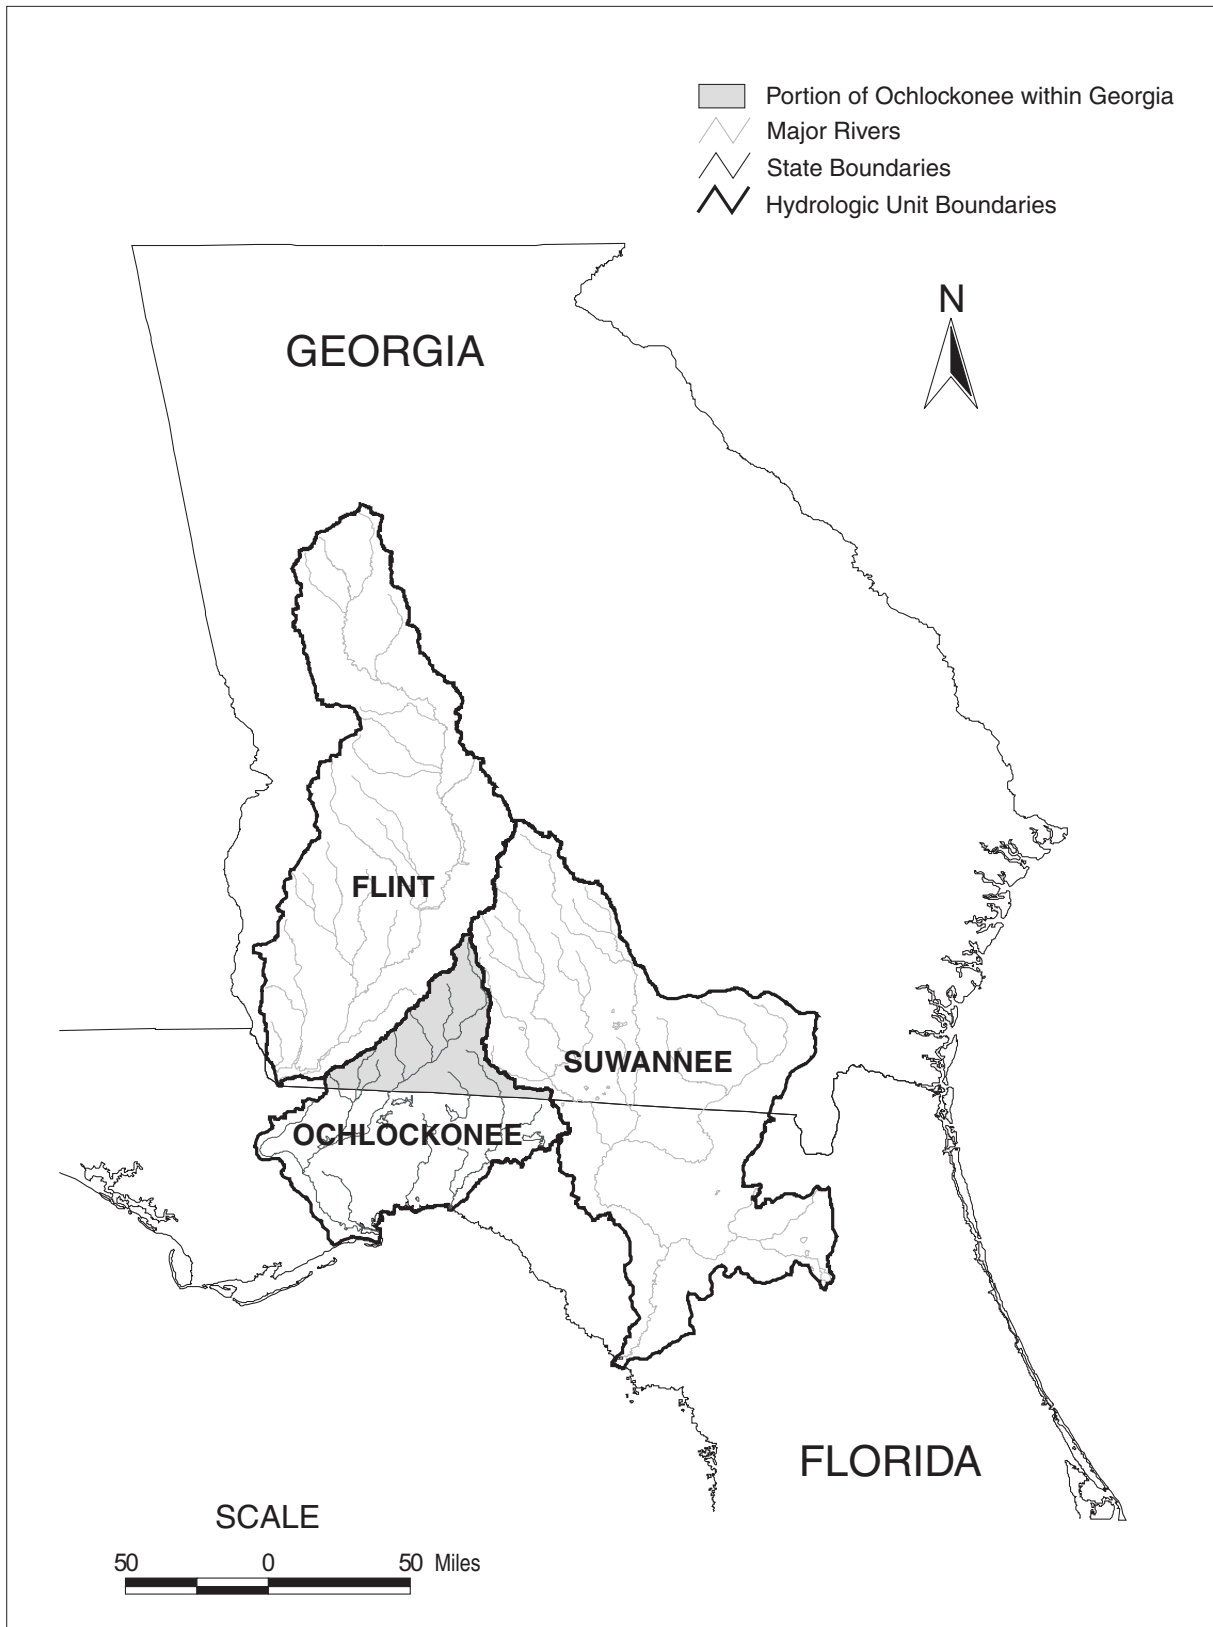 Portion of Ochlockonee within Georgia
Major Rivers
State Boundaries
Hydrologic Unit Boundaries
N
GEORGIA
FLINT
SUWANNEE
OCHLOCKONEE
FLORIDA
SCALE
50 0 50 Miles